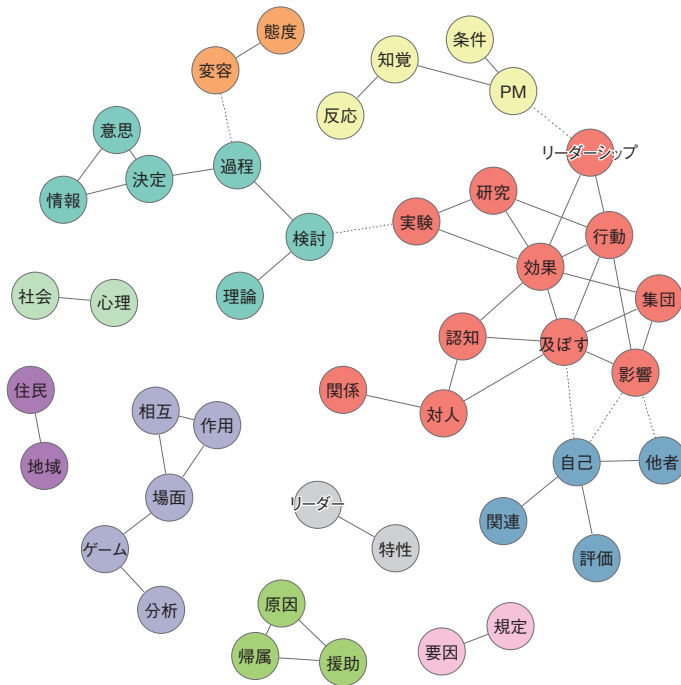 態度
条件
変容
知覚
PM
反応
意思
リーダーシップ
過程
決定
研究
情報
実験
行動
検討
効果
社会
心理
理論
集団
認知
及ぼす
影響
住民
関係
相互
対人
作用
地域
自己
他者
場面
リーダー
関連
ゲーム
特性
評価
原因
分析
規定
帰属
援助
要因